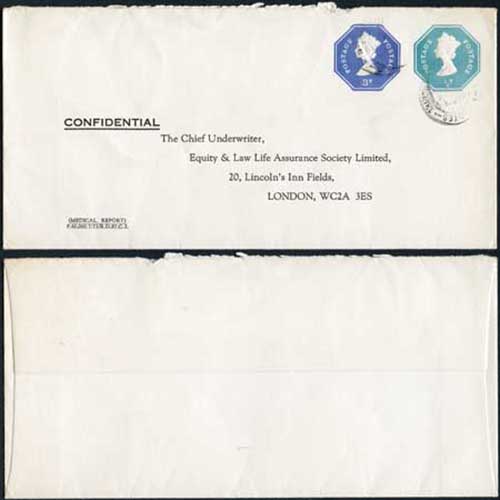 POSTAGE POSTAGE
3P
POSTAGE POSTAGE
CONFIDENTIAL
The Chief Underwriter,
Equity & Law Life Assurance Society Limited,
20, Lincoln's Inn Fields,
LONDON, WC2A 3ES
(MEDICAL REPORT)